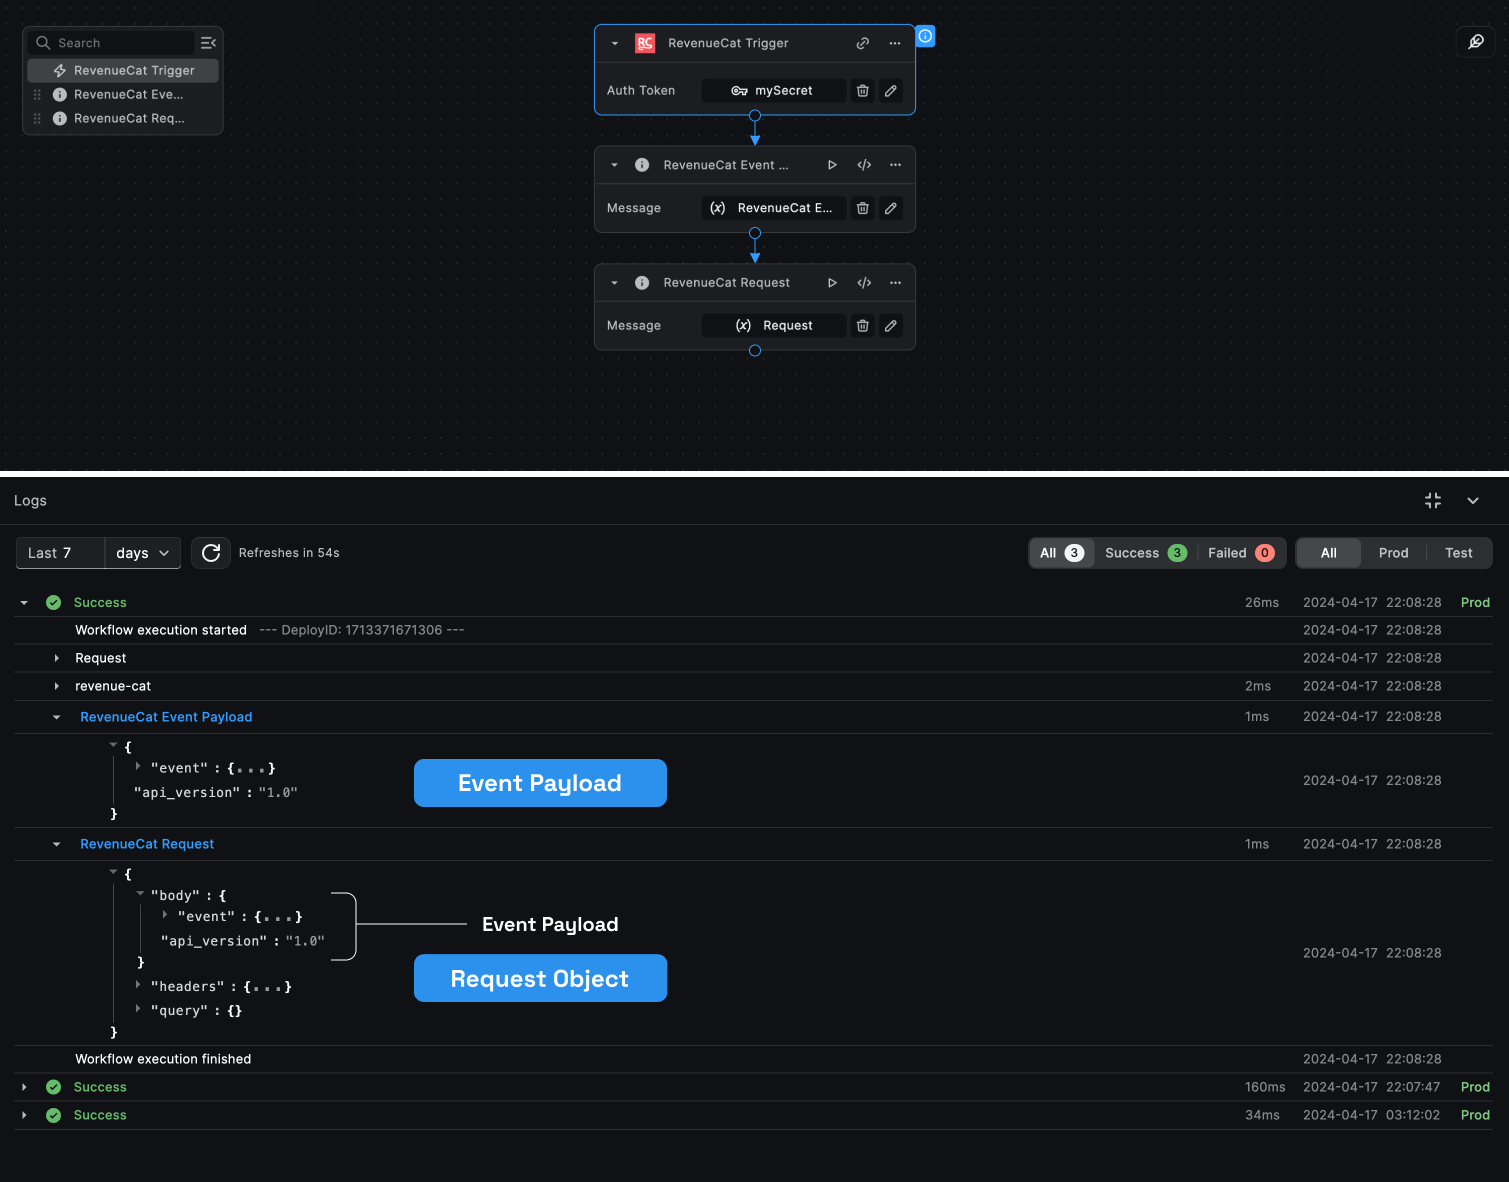 Search
RevenueCat Trigger
RevenueCat Eve...
RevenueCat Req...
RC RevenueCat Trigger
Auth Token mySecret
RevenueCat Event ...
Message (x) RevenueCat E...
RevenueCat Request
Message (x) Request
Logs
Last 7 days Refreshes in 54s All 3 Success 3 Failed 0 All Prod Test
Success 26ms 2024-04-17 22:08:28 Prod
Workflow execution started --- DeployID: 1713371671306 --- 2024-04-17 22:08:28
Request 2024-04-17 22:08:28
revenue-cat 2ms 2024-04-17 22:08:28
RevenueCat Event Payload 1ms 2024-04-17 22:08:28
{
"event" : {...}
"api_version" : "1.0"
}
Event Payload
2024-04-17 22:08:28
RevenueCat Request 1ms 2024-04-17 22:08:28
{
"body" : {
"event" : {...}
"api_version" : "1.0"
}
"headers" : {...}
"query" : {}
}
Event Payload
Request Object
2024-04-17 22:08:28
Workflow execution finished 2024-04-17 22:08:28
Success 160ms 2024-04-17 22:07:47 Prod
Success 34ms 2024-04-17 03:12:02 Prod